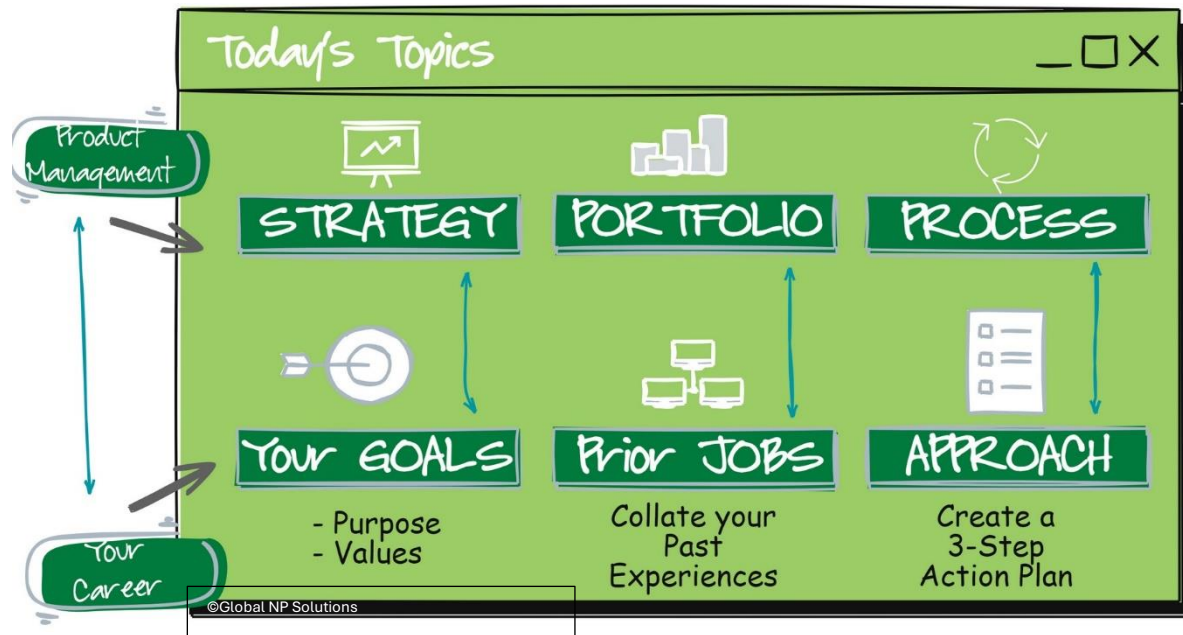 Today's Topics
Product
Management
STRATEGY
PORTFOLIO
PROCESS
Your GOALS
Prior JOBS
APPROACH
- Purpose
- Values
Collate your
Past
Experiences
Create a
3-Step
Action Plan
Your
Career
©Global NP Solutions